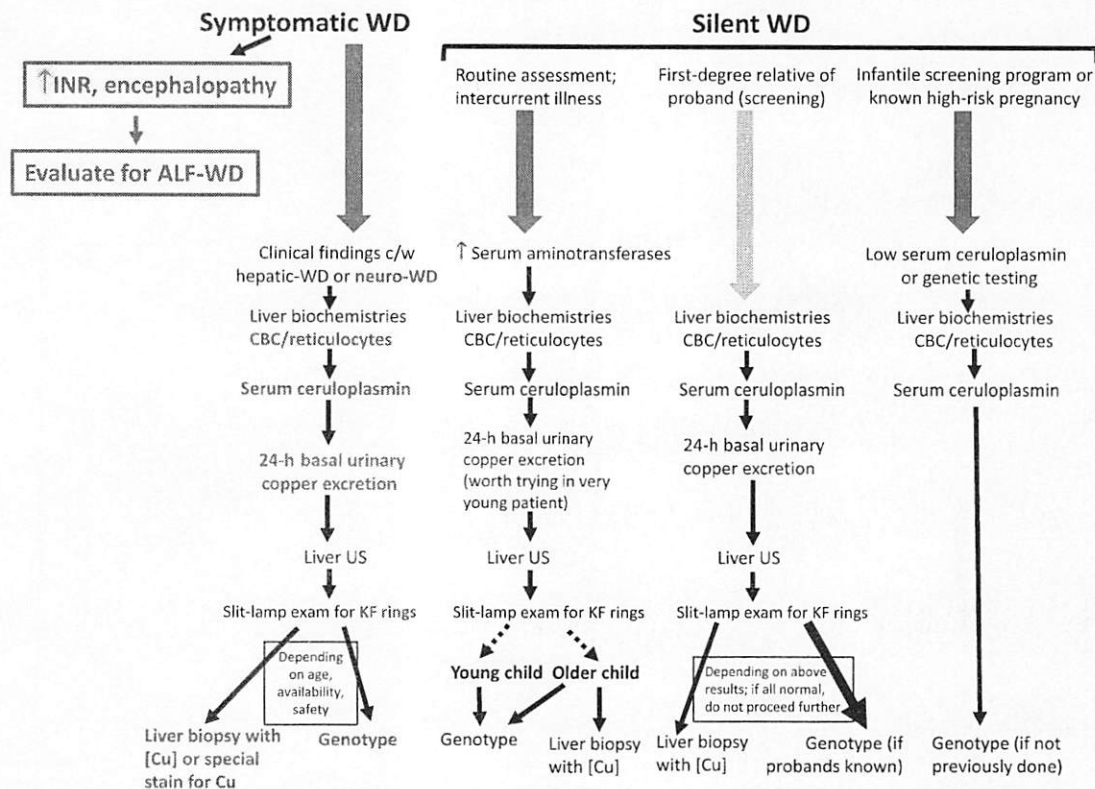 Symptomatic WD
↑INR, encephalopathy
Evaluate for ALF-WD
Clinical findings c/w
hepatic-WD or neuro-WD
Liver biochemistries
CBC/reticulocytes
Serum ceruloplasmin
24-h basal urinary
copper excretion
Liver US
Slit-lamp exam for KF rings
Depending
on age,
availability,
safety
Liver biopsy with
[Cu] or special
stain for Cu
Genotype
Silent WD
Routine assessment;
intercurrent illness
↑ Serum aminotransferases
Liver biochemistries
CBC/reticulocytes
Serum ceruloplasmin
24-h basal urinary
copper excretion
(worth trying in very
young patient)
Liver US
Slit-lamp exam for KF rings
Young child
Older child
Genotype
Liver biopsy
with [Cu]
First-degree relative of
proband (screening)
Liver biochemistries
CBC/reticulocytes
Serum ceruloplasmin
24-h basal urinary
copper excretion
Liver US
Slit-lamp exam for KF rings
Depending on above
results; if all normal,
do not proceed further
Liver biopsy
with [Cu]
Genotype (if
probands known)
Infantile screening program or
known high-risk pregnancy
Low serum ceruloplasmin
or genetic testing
Liver biochemistries
CBC/reticulocytes
Serum ceruloplasmin
Genotype (if not
previously done)